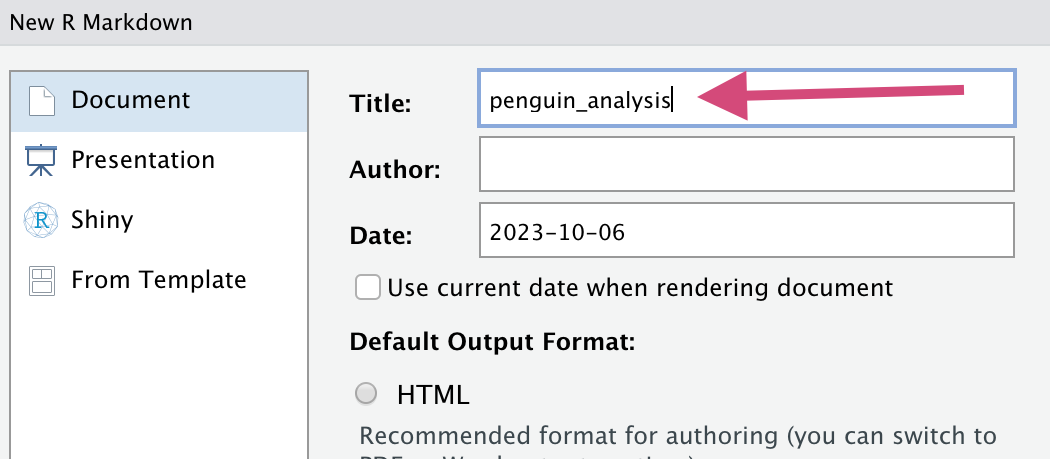 New R Markdown
Document
Presentation
Shiny
From Template
Title:
penguin_analysis
Author:
Date:
2023-10-06
Use current date when rendering document
Default Output Format:
HTML
Recommended format for authoring (you can switch to